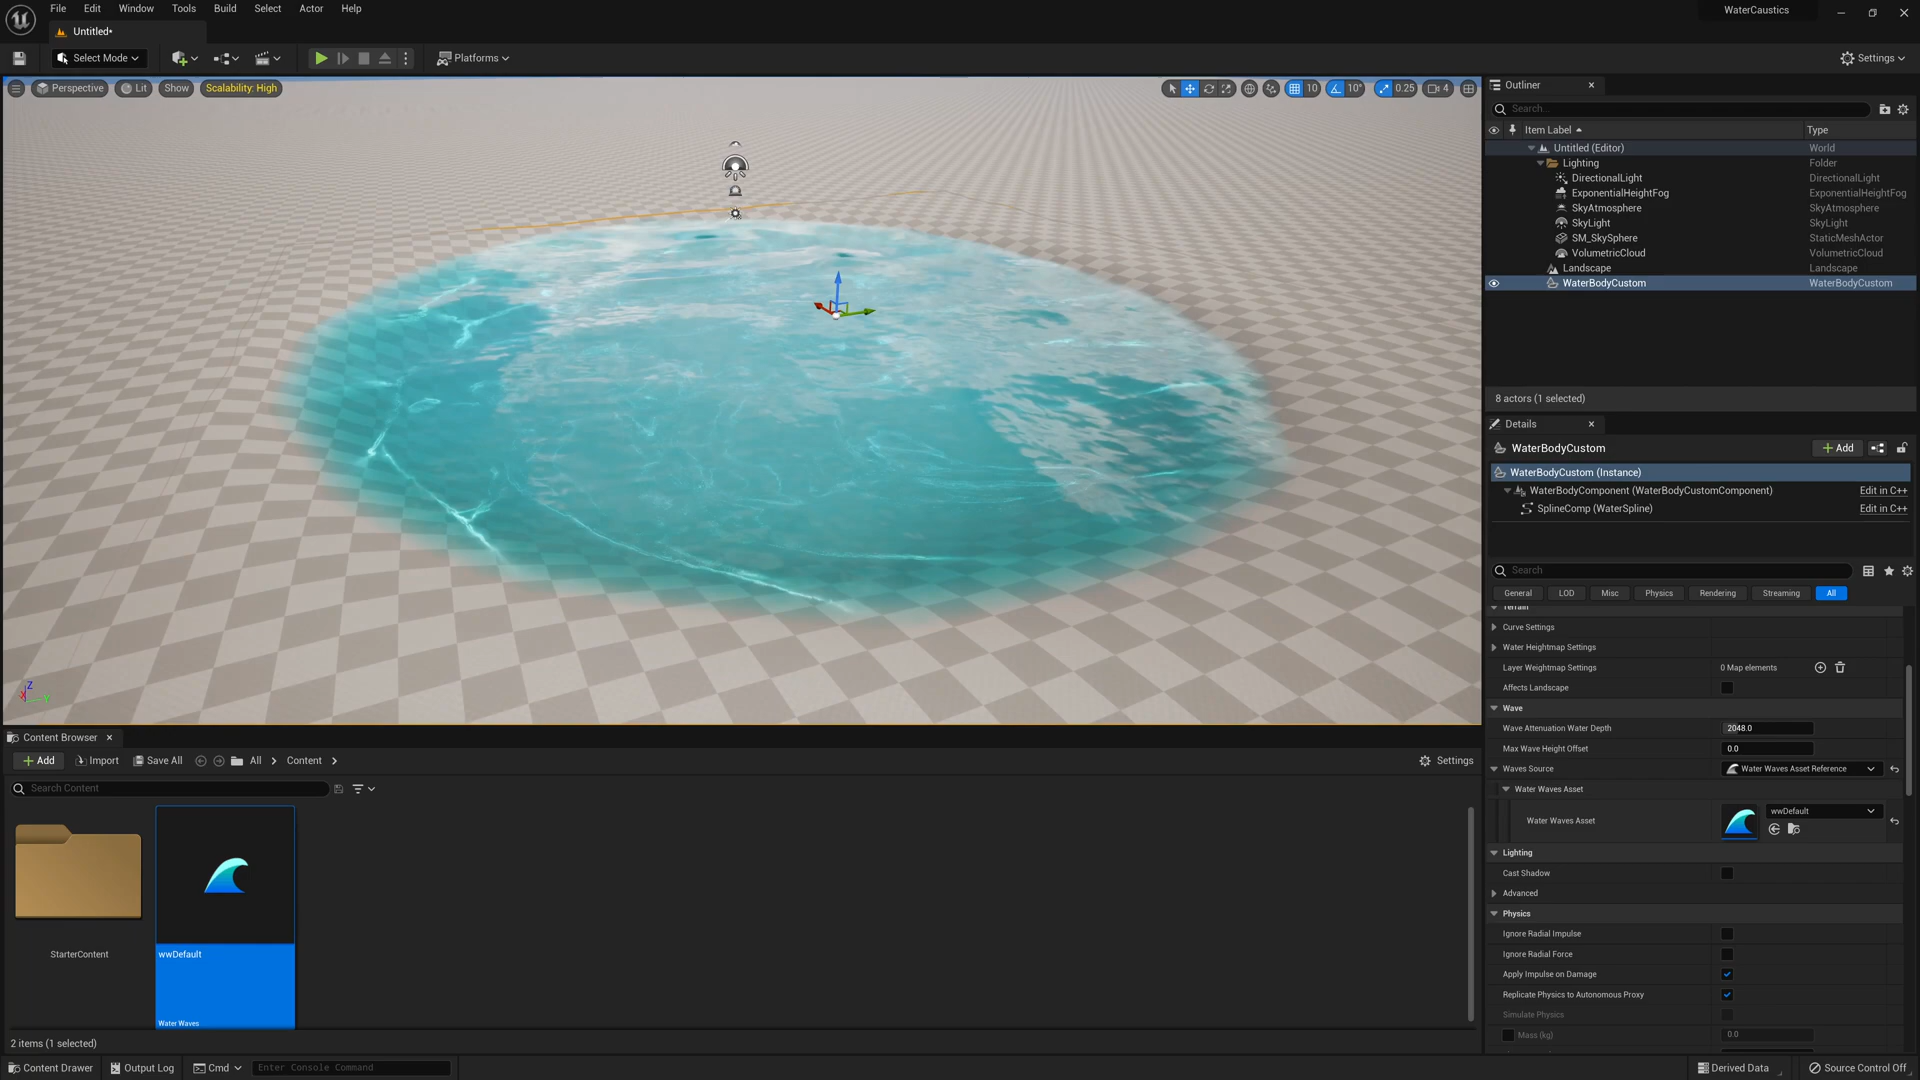 File Edit Window Tools Build Select Actor Help
WaterCaustics
Untitled*
Select Mode
Platforms
Settings
Perspective Lit Show Scalability: High
10 10° 0.25 4
Z
X Y
Outliner
Search...
Item Label Type
Untitled (Editor) World
Lighting Folder
DirectionalLight DirectionalLight
ExponentialHeightFog ExponentialHeightFog
SkyAtmosphere SkyAtmosphere
SkyLight SkyLight
SM_SkySphere StaticMeshActor
VolumetricCloud VolumetricCloud
Landscape Landscape
WaterBodyCustom WaterBodyCustom
8 actors (1 selected)
Details
WaterBodyCustom
Add
WaterBodyCustom (Instance)
WaterBodyComponent (WaterBodyCustomComponent) Edit in C++
SplineComp (WaterSpline) Edit in C++
Search
General LOD Misc Physics Rendering Streaming All
Terrain
Curve Settings
Water Heightmap Settings
Layer Weightmap Settings 0 Map elements
Affects Landscape
Wave
Wave Attenuation Water Depth 2048.0
Max Wave Height Offset 0.0
Waves Source Water Waves Asset Reference
Water Waves Asset
Water Waves Asset wwDefault
Lighting
Cast Shadow
Advanced
Physics
Ignore Radial Impulse
Ignore Radial Force
Apply Impulse on Damage
Replicate Physics to Autonomous Proxy
Simulate Physics
Mass (kg) 0.0
Content Browser
Add Import Save All All Content Settings
Search Content
StarterContent
wwDefault
Water Waves
2 items (1 selected)
Content Drawer Output Log Cmd Enter Console Command
Derived Data Source Control Off